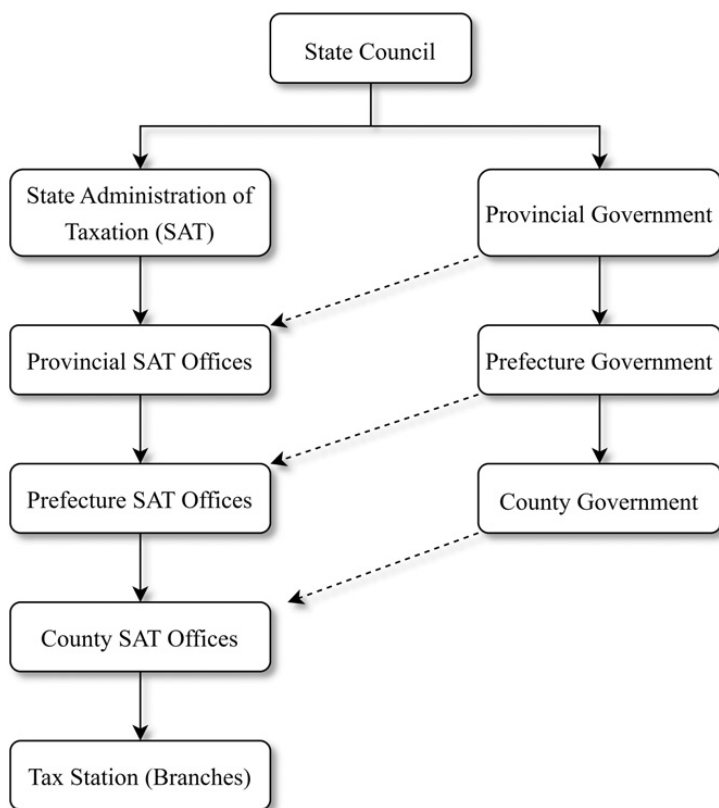 State Council
State Administration of
Taxation (SAT)
Provincial Government
Provincial SAT Offices
Prefecture Government
Prefecture SAT Offices
County Government
County SAT Offices
Tax Station (Branches)